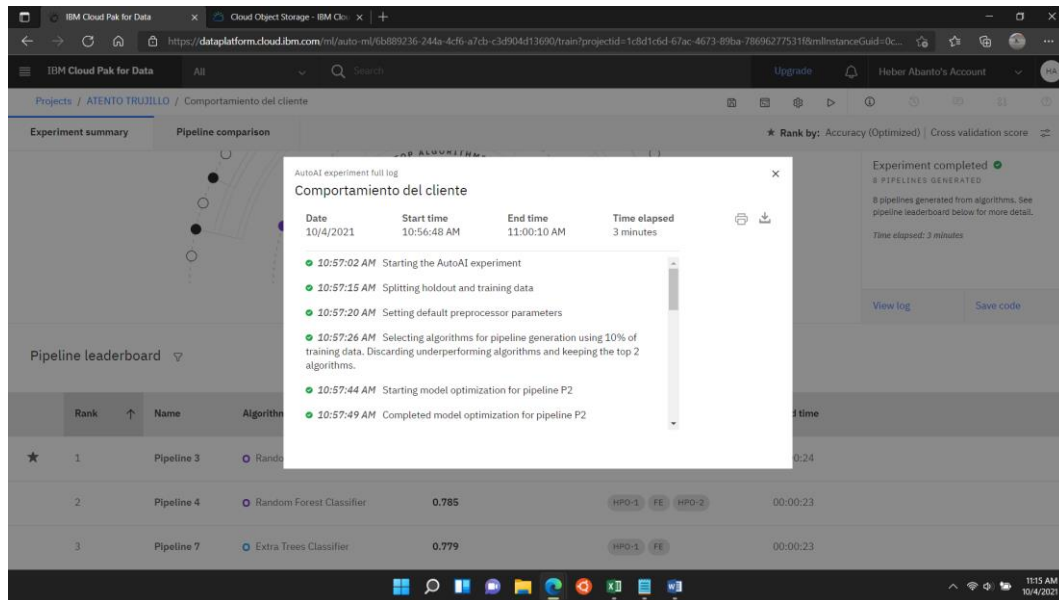 IBM Cloud Pak for Data
Cloud Object Storage - IBM Clo
https://dataplatform.cloud.ibm.com/ml/auto-ml/6b889236-244a-4cf6-a7cb-c3d904d13690/train?projectid=1c8d1c6d-67ac-4673-89ba-78696277531f&mlInstanceGuid=0c...
IBM Cloud Pak for Data
All
Search
Upgrade
Heber Abanto's Account
HA
Projects / ATENTO TRUJILLO / Comportamiento del cliente
Experiment summary
Pipeline comparison
Rank by: Accuracy (Optimized) | Cross validation score
TOP ALGORITHMS
Experiment completed
8 PIPELINES GENERATED
8 pipelines generated from algorithms. See
pipeline leaderboard below for more detail.
Time elapsed: 3 minutes
View log
Save code
AutoAI experiment full log
Comportamiento del cliente
Date Start time End time Time elapsed
10/4/2021 10:56:48 AM 11:00:10 AM 3 minutes
10:57:02 AM Starting the AutoAI experiment
10:57:15 AM Splitting holdout and training data
10:57:20 AM Setting default preprocessor parameters
10:57:26 AM Selecting algorithms for pipeline generation using 10% of
training data. Discarding underperforming algorithms and keeping the top 2
algorithms.
10:57:44 AM Starting model optimization for pipeline P2
10:57:49 AM Completed model optimization for pipeline P2
Pipeline leaderboard
Rank Name Algorithm d time
1 Pipeline 3 Rando 0:24
2 Pipeline 4 Random Forest Classifier 0.785 HPO-1 FE HPO-2 00:00:23
3 Pipeline 7 Extra Trees Classifier 0.779 HPO-1 FE 00:00:23
11:15 AM
10/4/2021